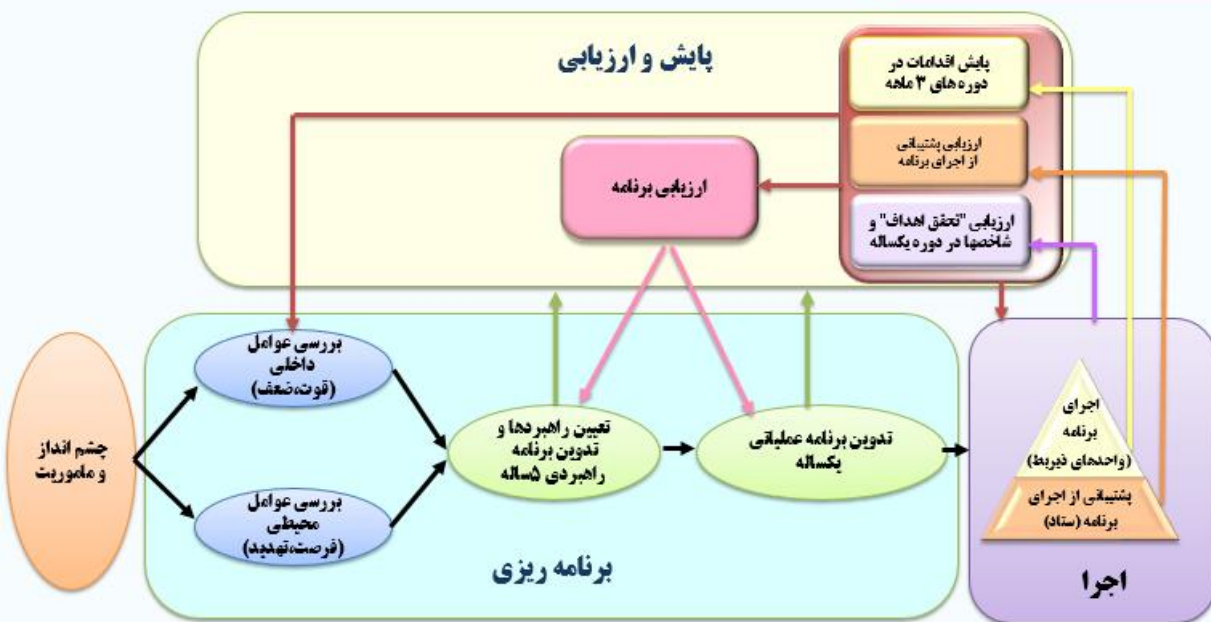 پایش و ارزیابی
پایش اقدامات در
دوره های ۳ ماهه
ارزیابی پشتیبانی
از اجرای برنامه
ارزیابی "تحقق اهداف" و
شاخصها در دوره یکساله
ارزیابی برنامه
چشم انداز
و ماموریت
بررسی عوامل
داخلی
(قوت،ضعف)
بررسی عوامل
محیطی
(فرصت،تهدید)
تعیین راهبردها و
تدوین برنامه
راهبردی ۵ساله
تدوین برنامه عملیاتی
یکساله
برنامه ریزی
اجرای
برنامه
(واحدهای ذیربط)
پشتیبانی از اجرای
برنامه (ستاد)
اجرا